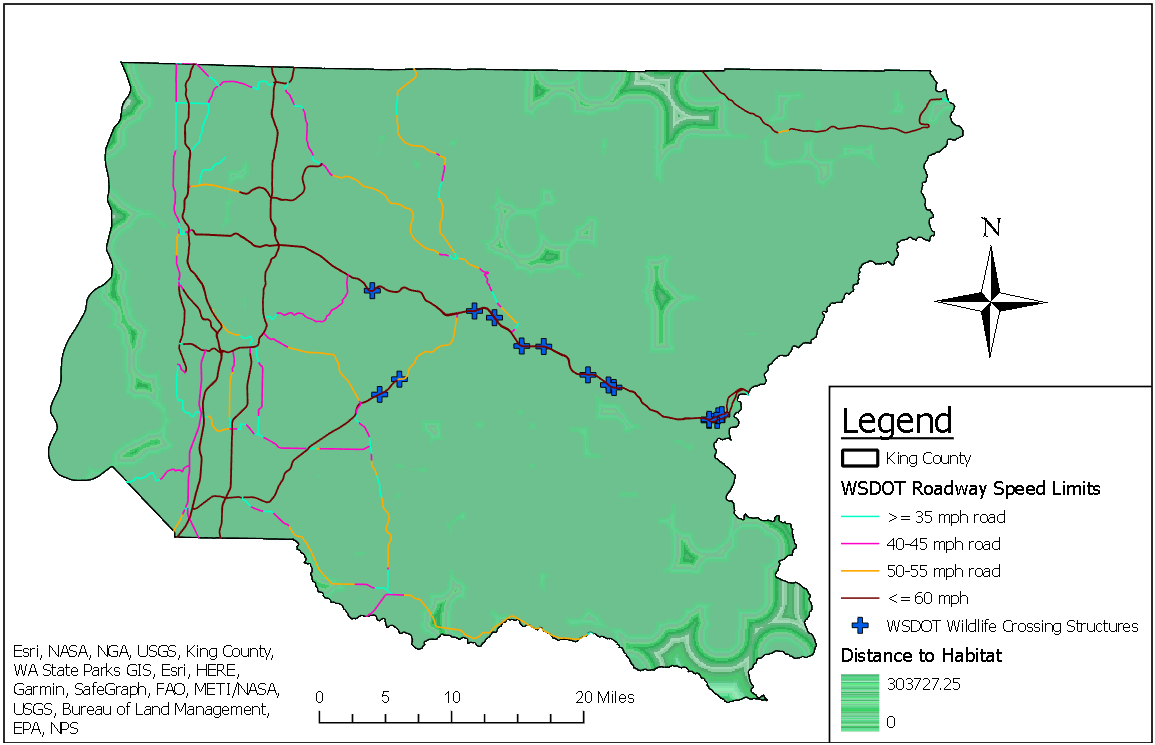 N
Legend
King County
WSDOT Roadway Speed Limits
>= 35 mph road
40-45 mph road
50-55 mph road
<= 60 mph
WSDOT Wildlife Crossing Structures
Distance to Habitat
303727.25
0
Esri, NASA, NGA, USGS, King County,
WA State Parks GIS, Esri, HERE,
Garmin, SafeGraph, FAO, METI/NASA,
USGS, Bureau of Land Management,
EPA, NPS
0 5 10 20 Miles